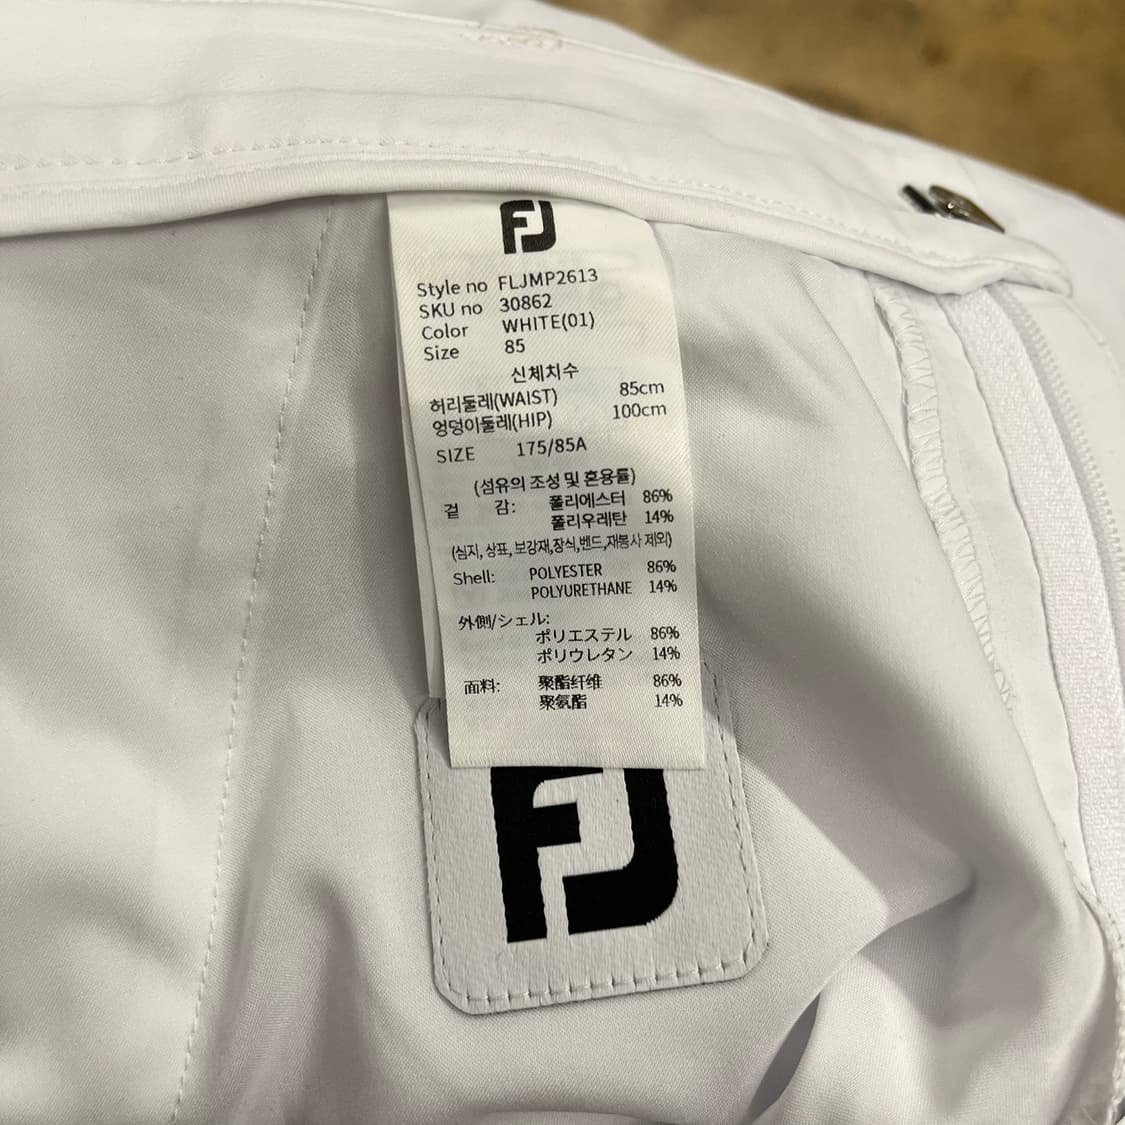 FJ
Style no FLJMP2613
SKU no 30862
Color WHITE(01)
Size 85
신체치수
허리둘레(WAIST) 85cm
엉덩이둘레(HIP) 100cm
SIZE 175/85A
(섬유의 조성 및 혼용률)
겉 감: 폴리에스터 86%
폴리우레탄 14%
(심지, 상표, 보강재,장식,밴드,재봉사 제외)
Shell: POLYESTER 86%
POLYURETHANE 14%
外側/シェル:
ポリエステル 86%
ポリウレタン 14%
面料: 聚酯纤维 86%
聚氨酯 14%
FJ